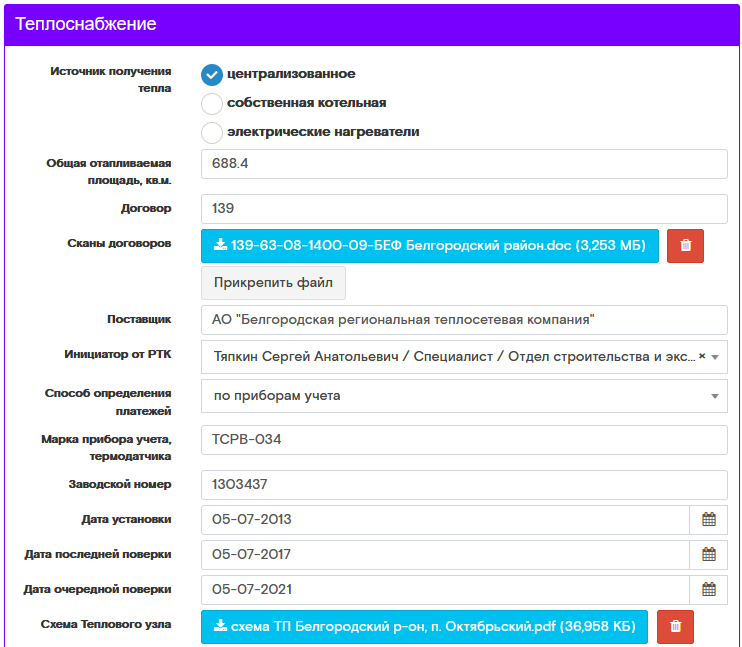 Теплоснабжение
Источник получения
тепла
централизованное
собственная котельная
электрические нагреватели
Общая отапливаемая
площадь, кв.м.
688.4
Договор
139
Сканы договоров
139-63-08-1400-09-БЕФ Белгородский район.doc (3,253 МБ)
Прикрепить файл
Поставщик
АО "Белгородская региональная теплосетевая компания"
Инициатор от РТК
Тяпкин Сергей Анатольевич / Специалист / Отдел строительства и экс... ×
Способ определения
платежей
по приборам учета
Марка прибора учета,
термодатчика
ТСРВ-034
Заводской номер
1303437
Дата установки
05-07-2013
Дата последней поверки
05-07-2017
Дата очередной поверки
05-07-2021
Схема Теплового узла
схема ТП Белгородский р-он, п. Октябрьский.pdf (36,958 КБ)